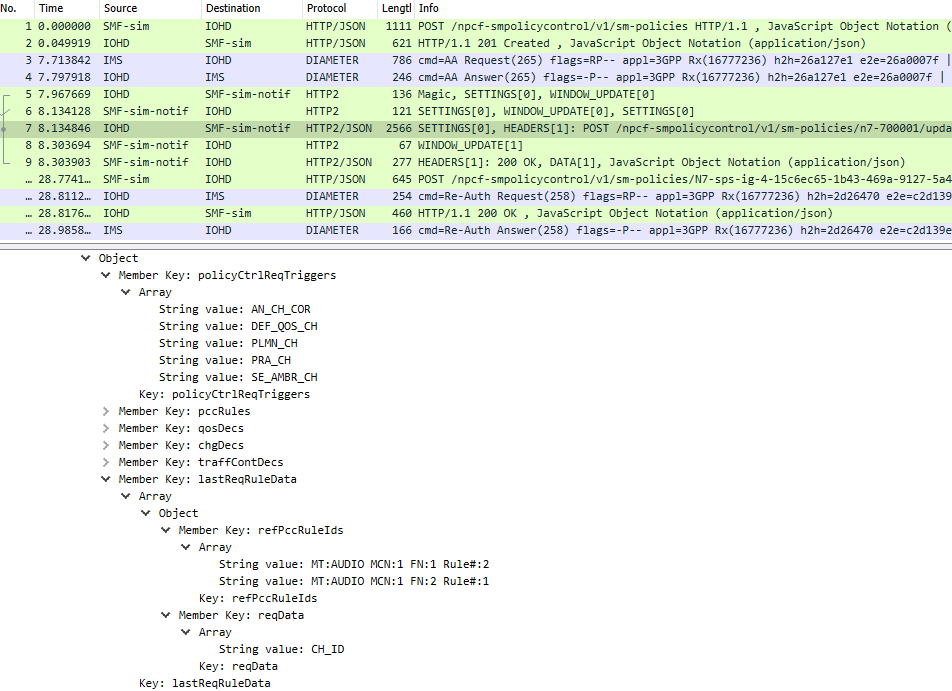 No. Time Source Destination Protocol Lengtl Info
1 0.000000 SMF-sim IOHD HTTP/JSON 1111 POST /npcf-smpolicycontrol/v1/sm-policies HTTP/1.1 , JavaScript Object Notation (
2 0.049919 IOHD SMF-sim HTTP/JSON 621 HTTP/1.1 201 Created , JavaScript Object Notation (application/json)
3 7.713842 IMS IOHD DIAMETER 786 cmd=AA Request(265) flags=RP-- appl=3GPP Rx(16777236) h2h=26a127e1 e2e=26a0007f |
4 7.797918 IOHD IMS DIAMETER 246 cmd=AA Answer(265) flags=-P-- appl=3GPP Rx(16777236) h2h=26a127e1 e2e=26a0007f |
5 7.967669 IOHD SMF-sim-notif HTTP2 136 Magic, SETTINGS[0], WINDOW_UPDATE[0]
6 8.134128 SMF-sim-notif IOHD HTTP2 121 SETTINGS[0], WINDOW_UPDATE[0], SETTINGS[0]
7 8.134846 IOHD SMF-sim-notif HTTP2/JSON 2566 SETTINGS[0], HEADERS[1]: POST /npcf-smpolicycontrol/v1/sm-policies/n7-700001/upda
8 8.303694 SMF-sim-notif IOHD HTTP2 67 WINDOW_UPDATE[1]
9 8.303903 SMF-sim-notif IOHD HTTP2/JSON 277 HEADERS[1]: 200 OK, DATA[1], JavaScript Object Notation (application/json)
… 28.7741… SMF-sim IOHD HTTP/JSON 645 POST /npcf-smpolicycontrol/v1/sm-policies/N7-sps-ig-4-15c6ec65-1b43-469a-9127-5a4
… 28.8112… IOHD IMS DIAMETER 254 cmd=Re-Auth Request(258) flags=RP-- appl=3GPP Rx(16777236) h2h=2d26470 e2e=c2d139e
… 28.8176… IOHD SMF-sim HTTP/JSON 460 HTTP/1.1 200 OK , JavaScript Object Notation (application/json)
… 28.9858… IMS IOHD DIAMETER 166 cmd=Re-Auth Answer(258) flags=-P-- appl=3GPP Rx(16777236) h2h=2d26470 e2e=c2d139e
Object
Member Key: policyCtrlReqTriggers
Array
String value: AN_CH_COR
String value: DEF_QOS_CH
String value: PLMN_CH
String value: PRA_CH
String value: SE_AMBR_CH
Key: policyCtrlReqTriggers
Member Key: pccRules
Member Key: qosDecs
Member Key: chgDecs
Member Key: traffContDecs
Member Key: lastReqRuleData
Array
Object
Member Key: refPccRuleIds
Array
String value: MT:AUDIO MCN:1 FN:1 Rule#:2
String value: MT:AUDIO MCN:1 FN:2 Rule#:1
Key: refPccRuleIds
Member Key: reqData
Array
String value: CH_ID
Key: reqData
Key: lastReqRuleData